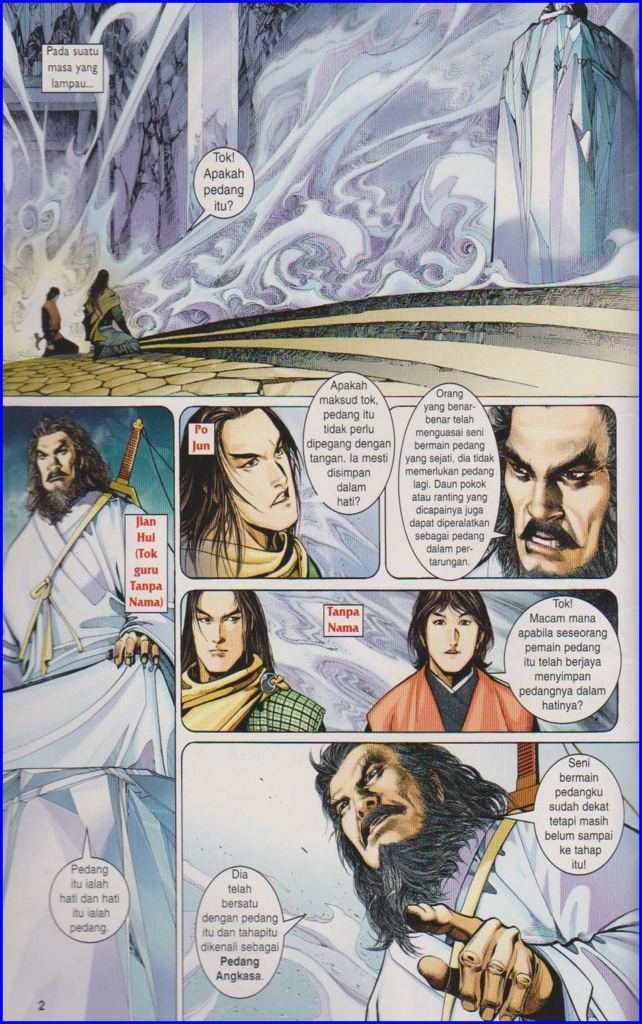 Pada suatu
masa yang
lampau...
Tok!
Apakah
pedang
itu?
Jian
Hui
(Tok
guru
Tanpa
Nama)
Pedang
itu ialah
hati dan hati
itu ialah
pedang.
Po
Jun
Apakah
maksud tok,
pedang itu
tidak perlu
dipegang dengan
tangan. Ia mesti
disimpan
dalam
hati?
Orang
yang benar-
benar telah
menguasai seni
bermain pedang
yang sejati, dia tidak
memerlukan pedang
lagi. Daun pokok
atau ranting yang
dicapainya juga
dapat diperalatkan
sebagai pedang
dalam per-
tarungan.
Tanpa
Nama
Tok!
Macam mana
apabila seseorang
pemain pedang
itu telah berjaya
menyimpan
pedangnya dalam
hatinya?
Seni
bermain
pedangku
sudah dekat
tetapi masih
belum sampai
ke tahap
itu!
Dia
telah
bersatu
dengan pedang
itu dan tahapitu
dikenali sebagai
Pedang
Angkasa.
2